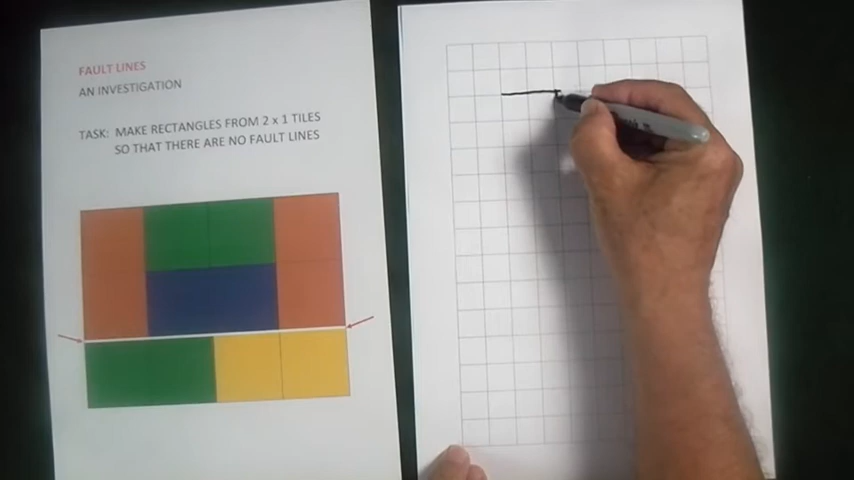 FAULT LINES
AN INVESTIGATION
TASK: MAKE RECTANGLES FROM 2 x 1 TILES
SO THAT THERE ARE NO FAULT LINES